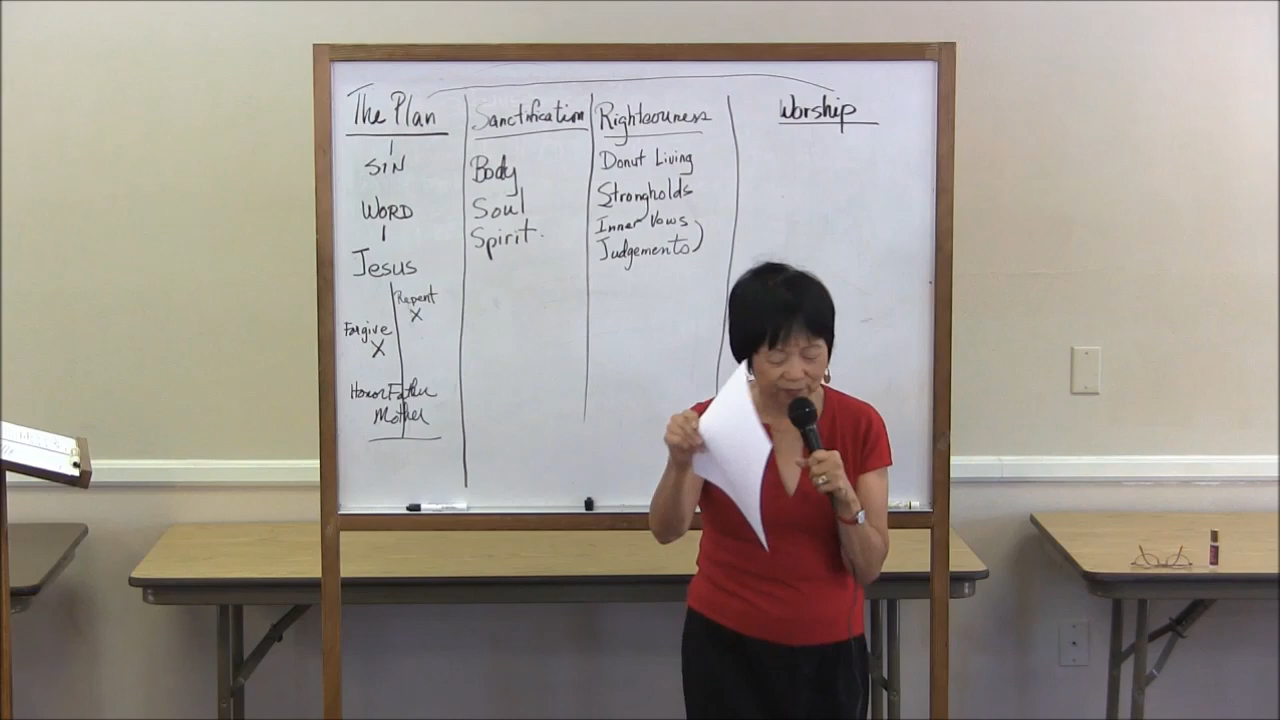 The Plan
SIN
WORD
Jesus
Repent
X
Forgive
X
Honor Father
Mother
Sanctification
Body
Soul
Spirit.
Righteousness
Donut Living
Strongholds
Inner Vows
Judgements)
Worship